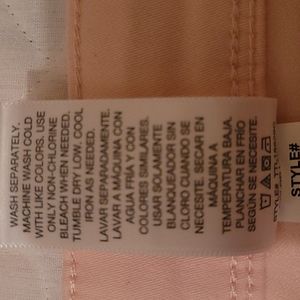 WASH SEPARATELY.
MACHINE WASH COLD
WITH LIKE COLORS. USE
ONLY NON-CHLORINE
BLEACH WHEN NEEDED.
TUMBLE DRY LOW. COOL
IRON AS NEEDED.
LAVAR SEPARADAMENTE.
LAVAR A MÁQUINA CON
AGUA FRÍA Y CON
COLORES SIMILARES.
USAR SOLAMENTE
BLANQUEADOR SIN
CLORO CUANDO SE
NECESITE. SECAR EN
MÁQUINA A
TEMPERATURA BAJA.
PLANCHAR EN FRÍO
SEGÚN SE NECESITE.
STYLE#